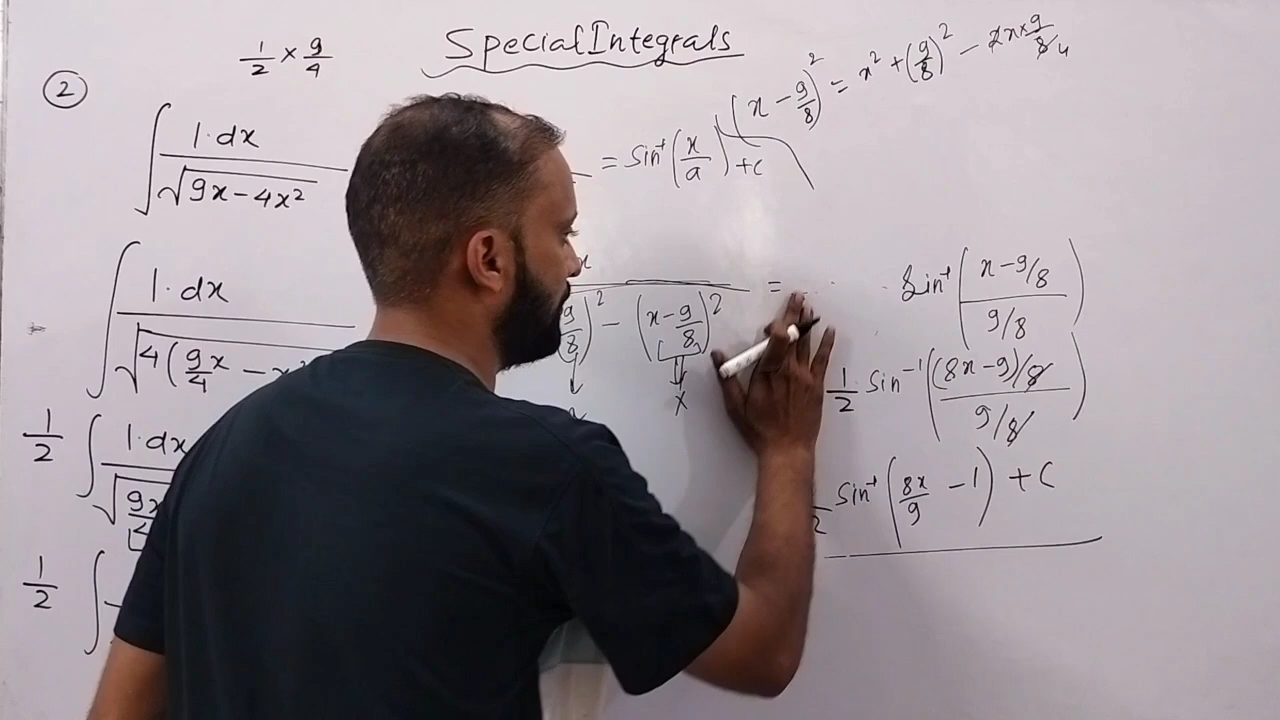 Special Integrals
1/2 × 9/4
2
∫ 1·dx / √(9x − 4x²)
= Sin⁻¹(x/a) + C
(x − 9/8)² = x² + (9/8)² − 2x × 9/8 4
∫ 1·dx / √4(9/4 x − x²
1/2 ∫ 1·dx / √9x
1/2 ∫
9/8)² − (x − 9/8)² =
X
Sin⁻¹((x − 9/8) / (9/8))
1/2 Sin⁻¹((8x − 9)/8 / 9/8)
2 Sin⁻¹(8x/9 − 1) + C